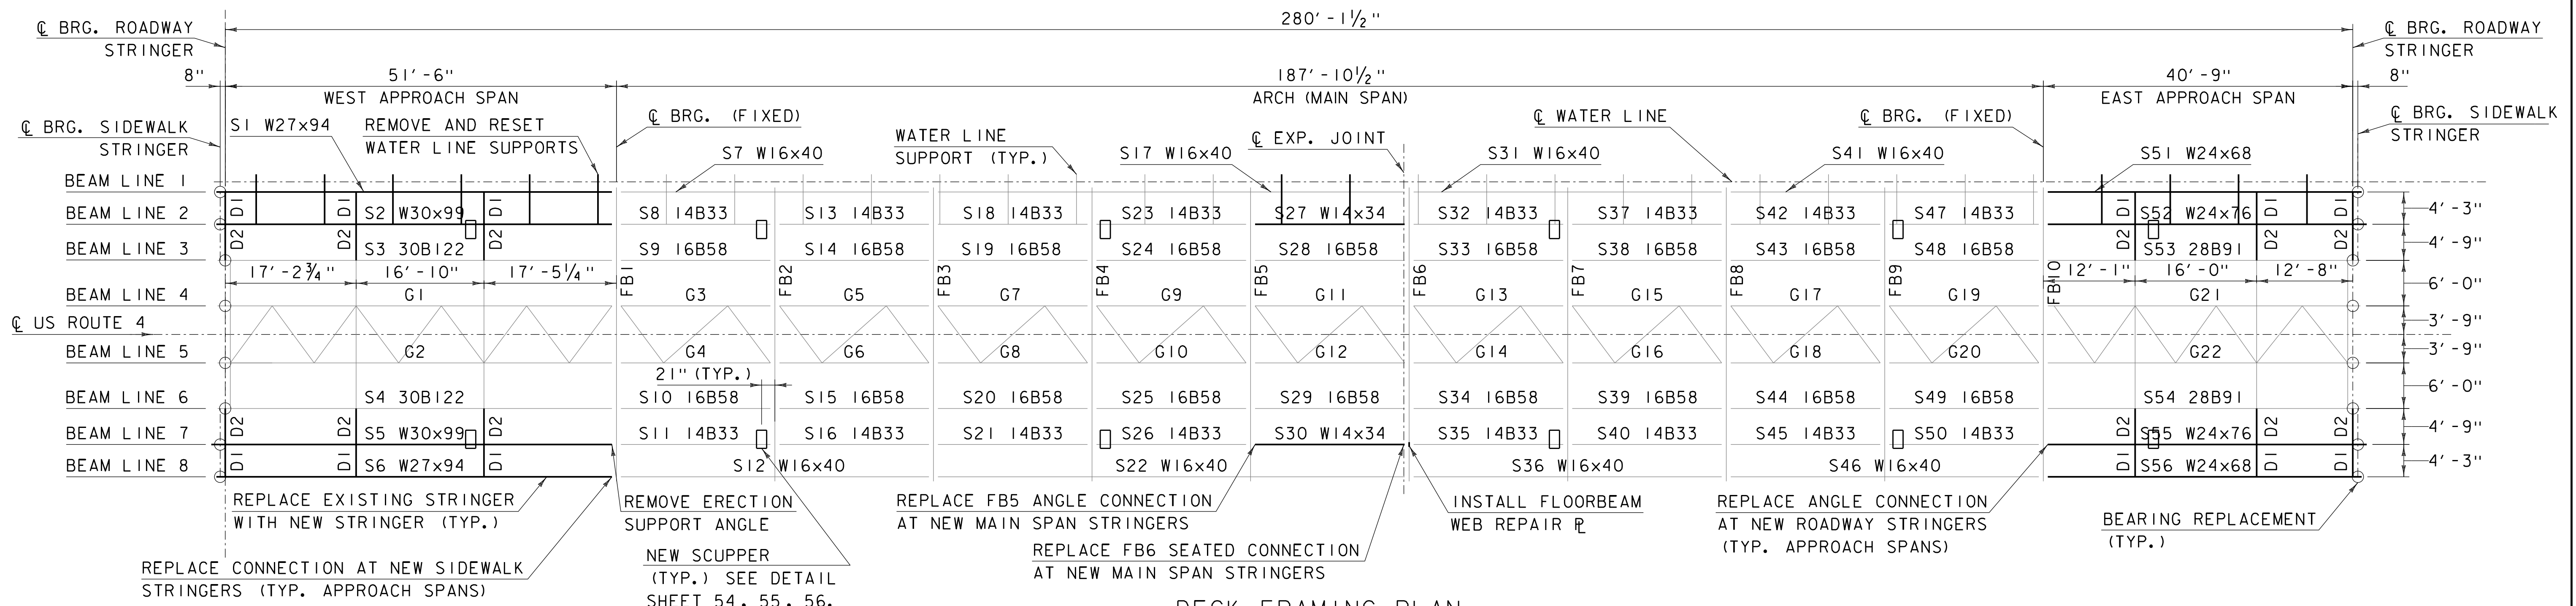 280'-1½"
℄ BRG. ROADWAY
STRINGER
℄ BRG. ROADWAY
STRINGER
8"
51'-6"
WEST APPROACH SPAN
187'-10½"
ARCH (MAIN SPAN)
40'-9"
EAST APPROACH SPAN
8"
℄ BRG. SIDEWALK
STRINGER
S1 W27x94
REMOVE AND RESET
WATER LINE SUPPORTS
℄ BRG. (FIXED)
S7 W16x40
WATER LINE
SUPPORT (TYP.)
S17 W16x40
℄ EXP. JOINT
S31 W16x40
℄ WATER LINE
S41 W16x40
℄ BRG. (FIXED)
S51 W24x68
℄ BRG. SIDEWALK
STRINGER
BEAM LINE 1
D1 D1 D1 D1 D1 D1
BEAM LINE 2
S2 W30x99 S8 14B33 S13 14B33 S18 14B33 S23 14B33 S27 W14x34 S32 14B33 S37 14B33 S42 14B33 S47 14B33 S52 W24x76
4'-3"
D2 D2 D2 D2 D2 D2
BEAM LINE 3
S3 30B122 S9 16B58 S14 16B58 S19 16B58 S24 16B58 S28 16B58 S33 16B58 S38 16B58 S43 16B58 S48 16B58 S53 28B91
4'-9"
17'-2¾" 16'-10" 17'-5¼"
FB1 FB2 FB3 FB4 FB5 FB6 FB7 FB8 FB9 FB10
12'-1" 16'-0" 12'-8"
6'-0"
BEAM LINE 4
G1 G3 G5 G7 G9 G11 G13 G15 G17 G19 G21
℄ US ROUTE 4
3'-9"
BEAM LINE 5
G2 G4 G6 G8 G10 G12 G14 G16 G18 G20 G22
3'-9"
21" (TYP.)
6'-0"
BEAM LINE 6
S4 30B122 S10 16B58 S15 16B58 S20 16B58 S25 16B58 S29 16B58 S34 16B58 S39 16B58 S44 16B58 S49 16B58 S54 28B91
D2 D2 D2 D2 D2 D2
4'-9"
BEAM LINE 7
S5 W30x99 S11 14B33 S16 14B33 S21 14B33 S26 14B33 S30 W14x34 S35 14B33 S40 14B33 S45 14B33 S50 14B33 S55 W24x76
D1 D1 D1 D1 D1 D1
4'-3"
BEAM LINE 8
S6 W27x94 S12 W16x40 S22 W16x40 S36 W16x40 S46 W16x40 S56 W24x68
REPLACE EXISTING STRINGER
WITH NEW STRINGER (TYP.)
REMOVE ERECTION
SUPPORT ANGLE
REPLACE FB5 ANGLE CONNECTION
AT NEW MAIN SPAN STRINGERS
INSTALL FLOORBEAM
WEB REPAIR ℄
REPLACE ANGLE CONNECTION
AT NEW ROADWAY STRINGERS
(TYP. APPROACH SPANS)
BEARING REPLACEMENT
(TYP.)
REPLACE CONNECTION AT NEW SIDEWALK
STRINGERS (TYP. APPROACH SPANS)
NEW SCUPPER
(TYP.) SEE DETAIL
SHEET 54, 55, 56.
REPLACE FB6 SEATED CONNECTION
AT NEW MAIN SPAN STRINGERS
DECK FRAMING PLAN